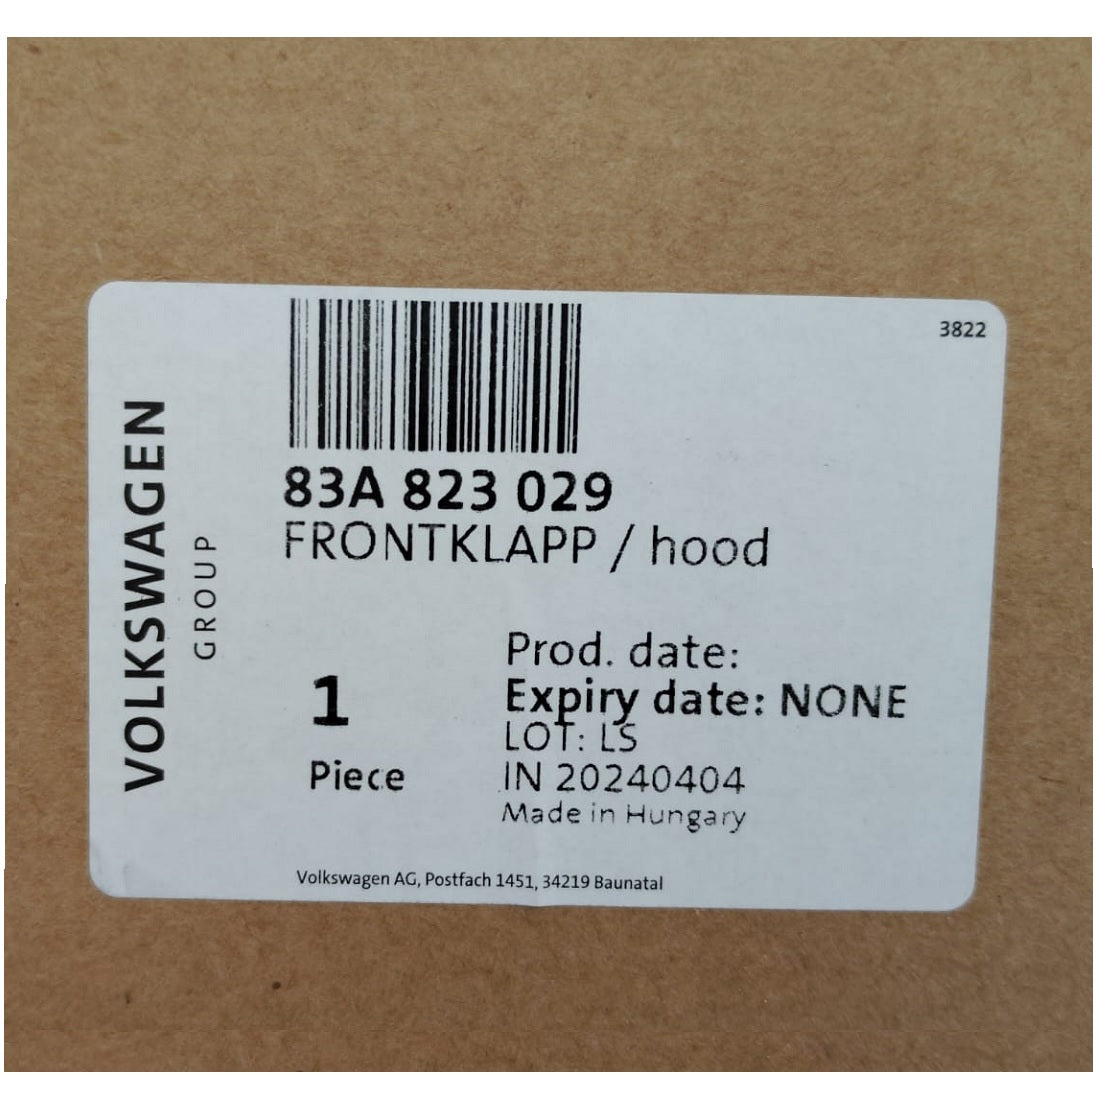 3822
VOLKSWAGEN
GROUP
83A 823 029
FRONTKLAPP / hood
Prod. date:
Expiry date: NONE
LOT: LS
IN 20240404
Made in Hungary
1
Piece
Volkswagen AG, Postfach 1451, 34219 Baunatal